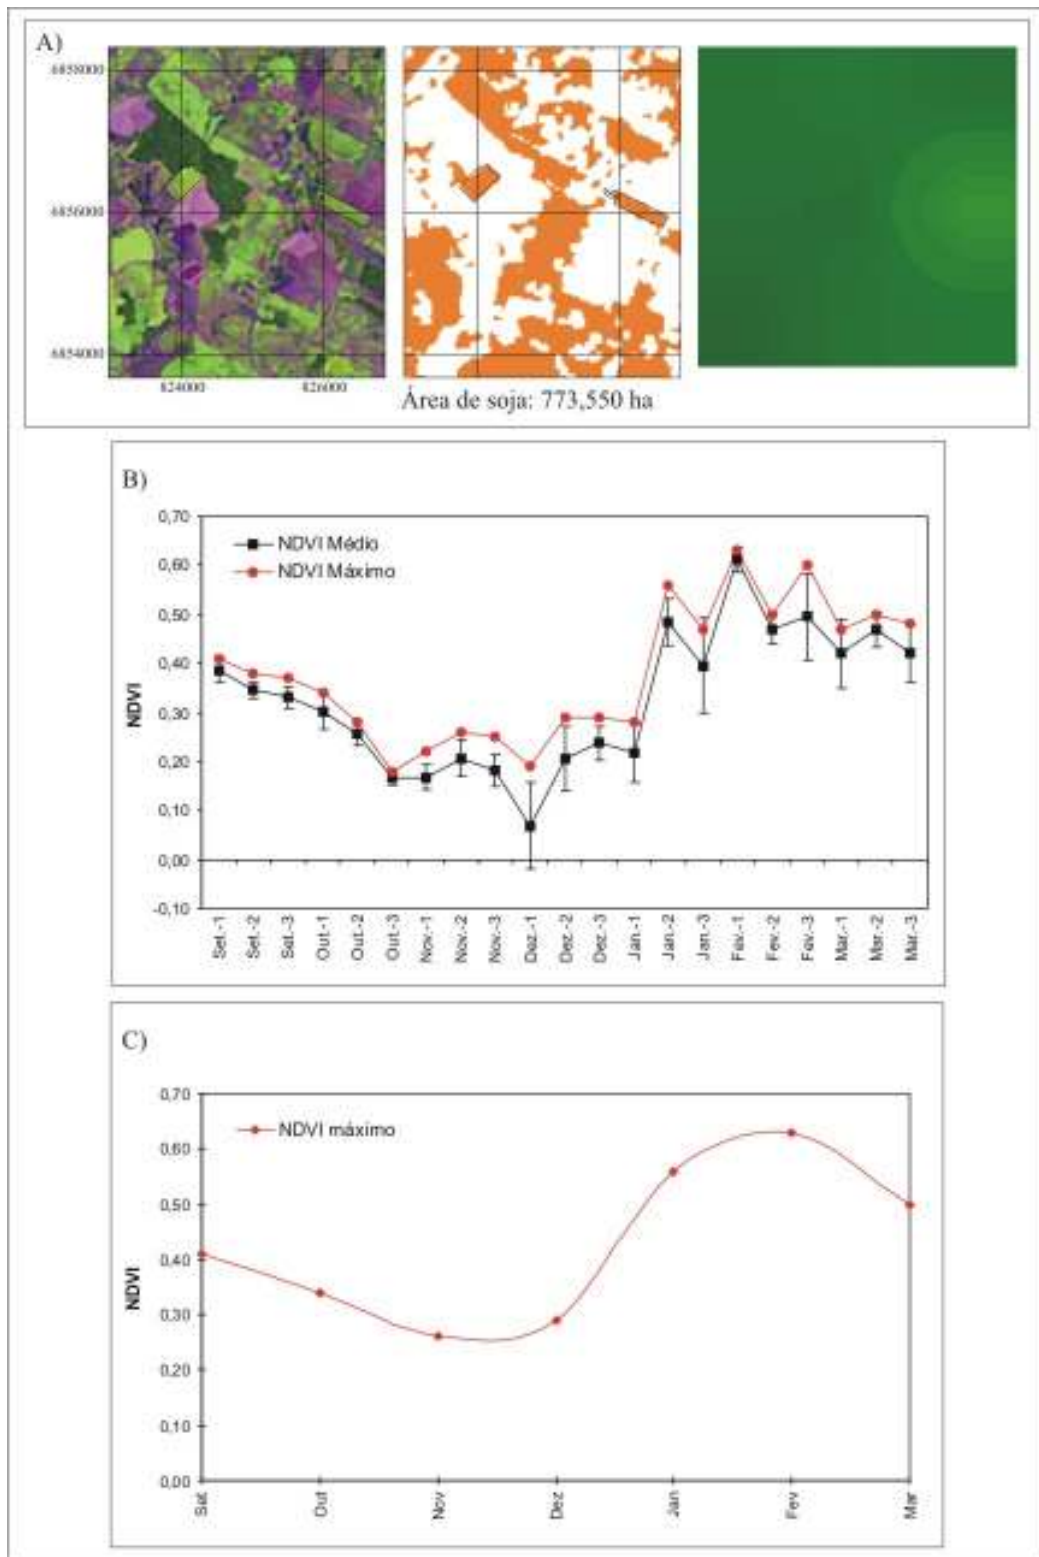 A)
6858000
6856000
6854000
824000
826000
Área de soja: 773,550 ha
B)
0,70
0,60
0,50
0,40
0,30
0,20
0,10
0,00
-0,10
NDVI
NDVI Médio
NDVI Máximo
Set.-1
Set.-2
Set.-3
Out.-1
Out.-2
Out.-3
Nov.-1
Nov.-2
Nov.-3
Dez.-1
Dez.-2
Dez.-3
Jan.-1
Jan.-2
Jan.-3
Fev.-1
Fev.-2
Fev.-3
Mar.-1
Mar.-2
Mar.-3
C)
0,70
0,60
0,50
0,40
0,30
0,20
0,10
0,00
NDVI
NDVI máximo
Set
Out
Nov
Dez
Jan
Fev
Mar